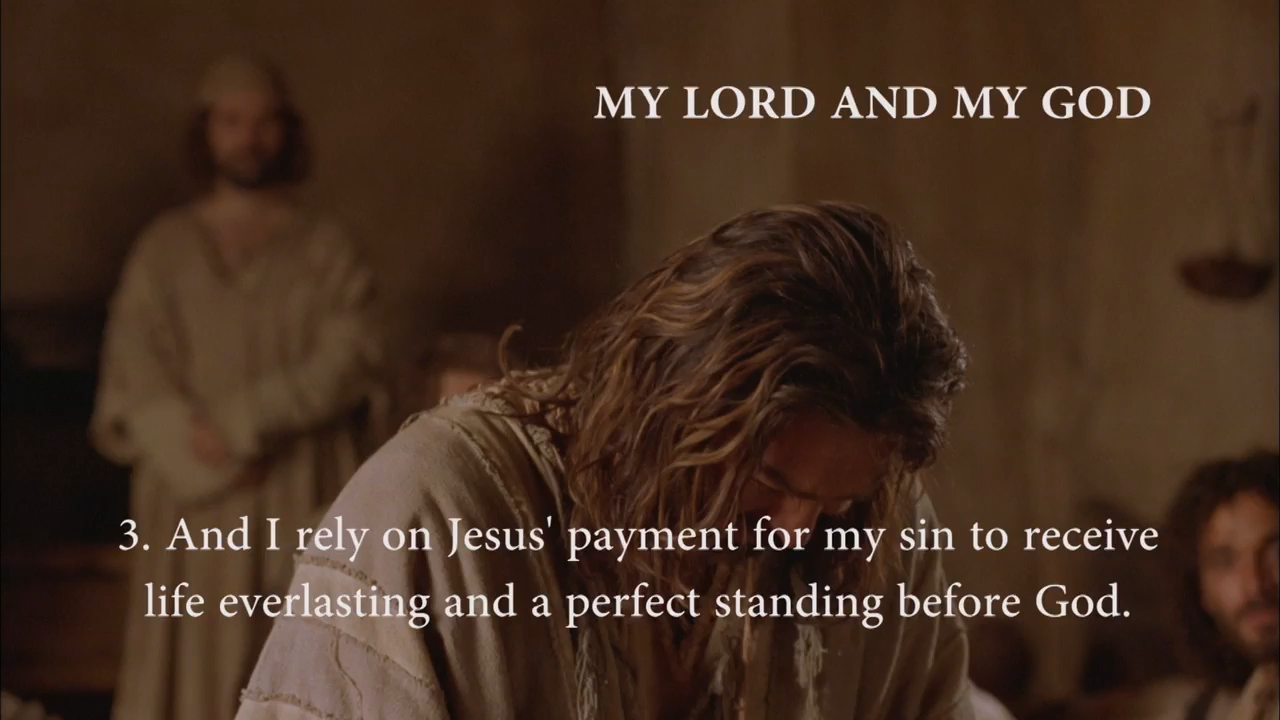 MY LORD AND MY GOD
3. And I rely on Jesus' payment for my sin to receive
life everlasting and a perfect standing before God.